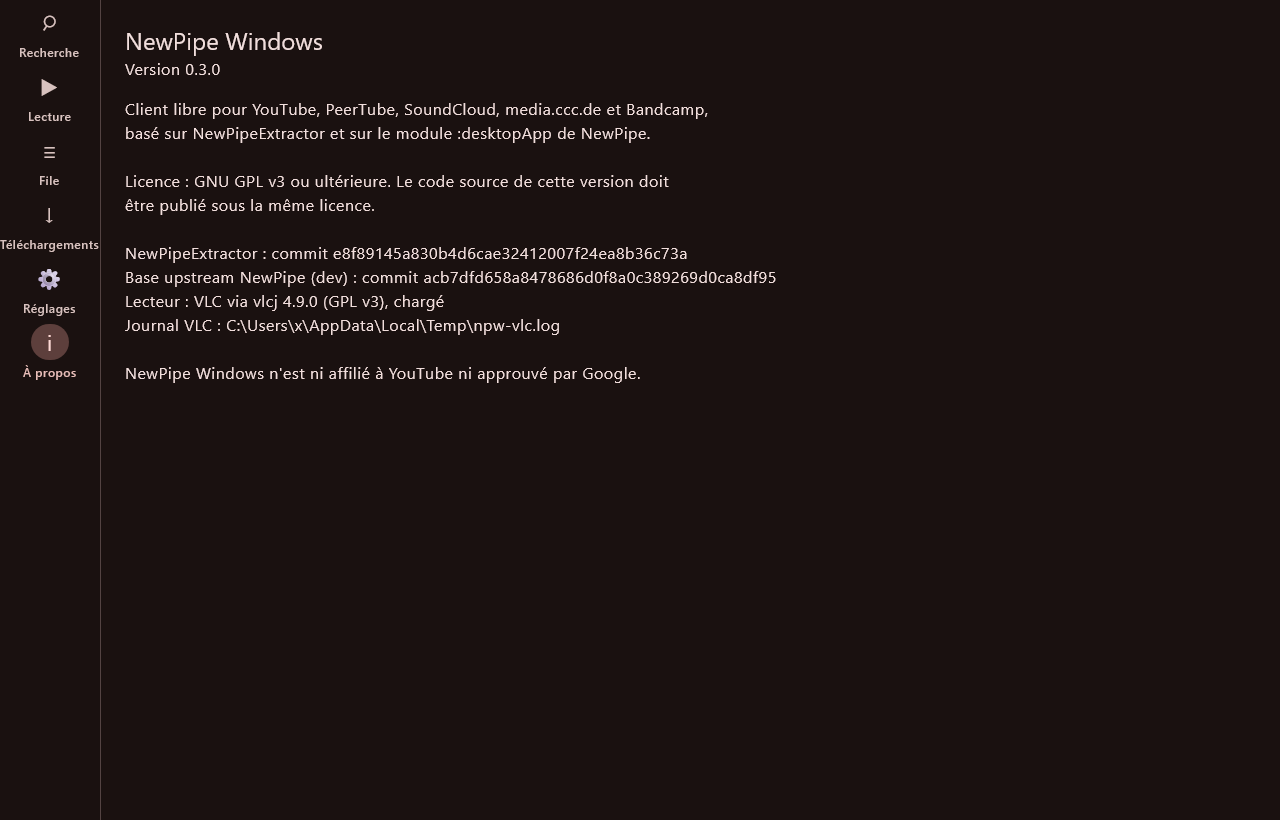 Recherche
Lecture
File
Téléchargements
Réglages
i
À propos
NewPipe Windows
Version 0.3.0
Client libre pour YouTube, PeerTube, SoundCloud, media.ccc.de et Bandcamp,
basé sur NewPipeExtractor et sur le module :desktopApp de NewPipe.
Licence : GNU GPL v3 ou ultérieure. Le code source de cette version doit
être publié sous la même licence.
NewPipeExtractor : commit e8f89145a830b4d6cae32412007f24ea8b36c73a
Base upstream NewPipe (dev) : commit acb7dfd658a8478686d0f8a0c389269d0ca8df95
Lecteur : VLC via vlcj 4.9.0 (GPL v3), chargé
Journal VLC : C:\Users\x\AppData\Local\Temp\npw-vlc.log
NewPipe Windows n'est ni affilié à YouTube ni approuvé par Google.